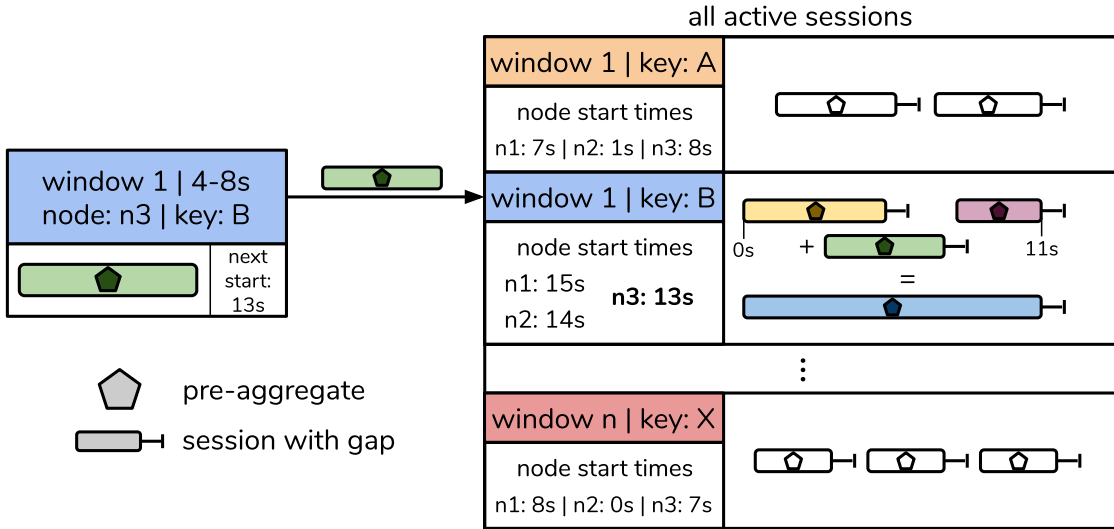 all active sessions
window 1 | 4-8s
node: n3 | key: B
next
start:
13s
window 1 | key: A
node start times
n1: 7s | n2: 1s | n3: 8s
window 1 | key: B
node start times
n1: 15s
n2: 14s
n3: 13s
0s
+
11s
=
⋮
window n | key: X
node start times
n1: 8s | n2: 0s | n3: 7s
pre-aggregate
session with gap